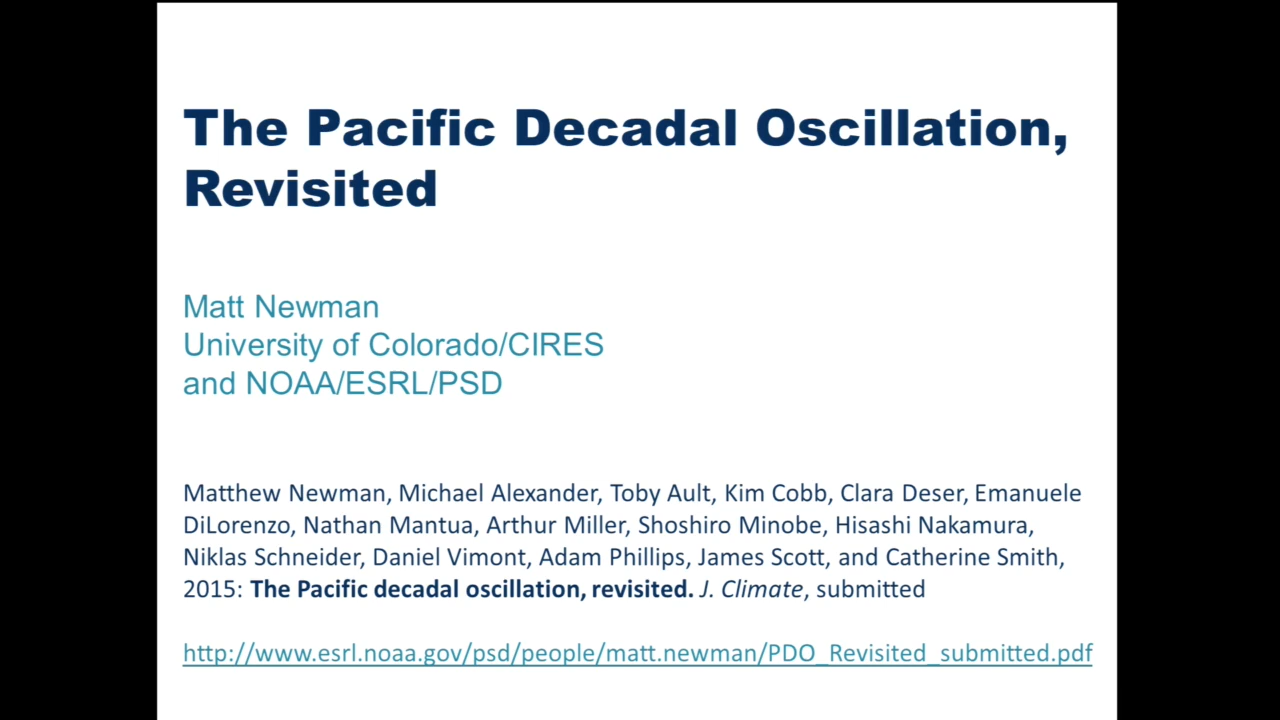 The Pacific Decadal Oscillation,
Revisited
Matt Newman
University of Colorado/CIRES
and NOAA/ESRL/PSD
Matthew Newman, Michael Alexander, Toby Ault, Kim Cobb, Clara Deser, Emanuele
DiLorenzo, Nathan Mantua, Arthur Miller, Shoshiro Minobe, Hisashi Nakamura,
Niklas Schneider, Daniel Vimont, Adam Phillips, James Scott, and Catherine Smith,
2015: The Pacific decadal oscillation, revisited. J. Climate, submitted
http://www.esrl.noaa.gov/psd/people/matt.newman/PDO_Revisited_submitted.pdf